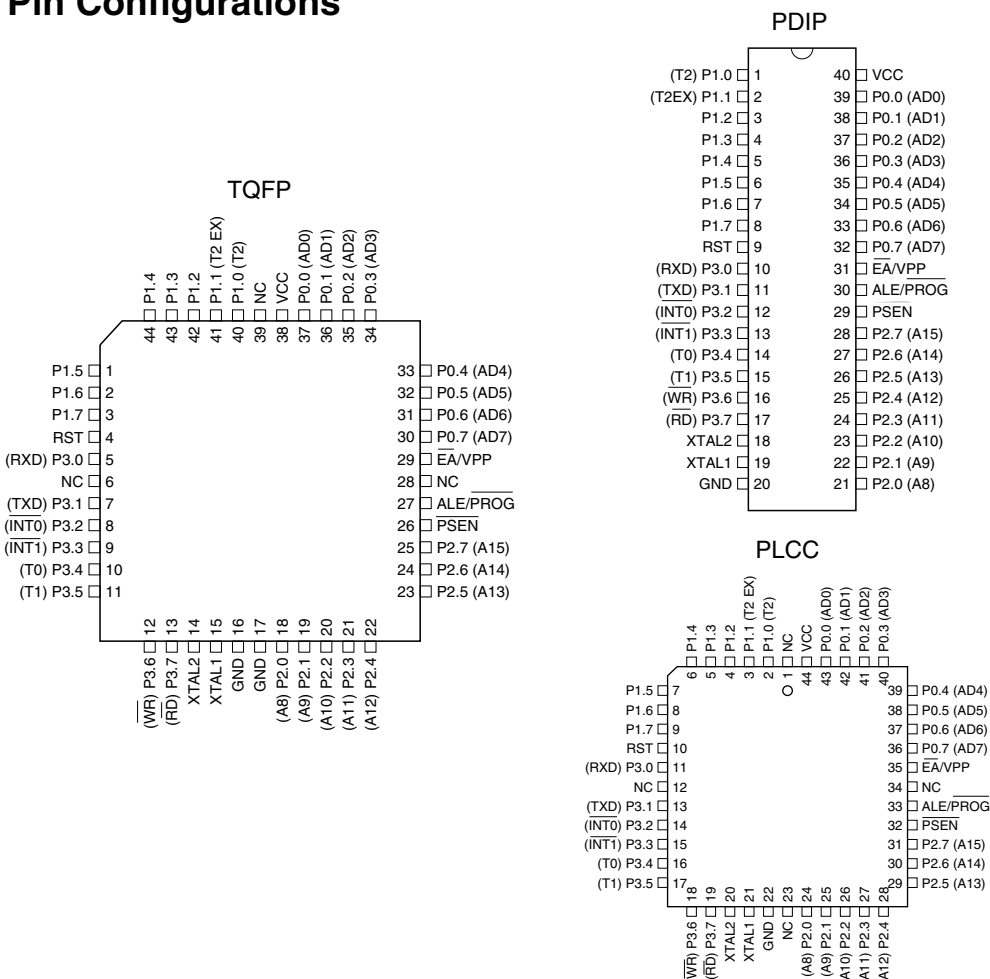 Pin Configurations
TQFP
P1.4
P1.3
P1.2
P1.1 (T2 EX)
P1.0 (T2)
NC
VCC
P0.0 (AD0)
P0.1 (AD1)
P0.2 (AD2)
P0.3 (AD3)
44
43
42
41
40
39
38
37
36
35
34
P1.5 1
P1.6 2
P1.7 3
RST 4
(RXD) P3.0 5
NC 6
(TXD) P3.1 7
(INT0) P3.2 8
(INT1) P3.3 9
(T0) P3.4 10
(T1) P3.5 11
33 P0.4 (AD4)
32 P0.5 (AD5)
31 P0.6 (AD6)
30 P0.7 (AD7)
29 EA/VPP
28 NC
27 ALE/PROG
26 PSEN
25 P2.7 (A15)
24 P2.6 (A14)
23 P2.5 (A13)
12
13
14
15
16
17
18
19
20
21
22
(WR) P3.6
(RD) P3.7
XTAL2
XTAL1
GND
GND
(A8) P2.0
(A9) P2.1
(A10) P2.2
(A11) P2.3
(A12) P2.4
PDIP
(T2) P1.0 1
(T2EX) P1.1 2
P1.2 3
P1.3 4
P1.4 5
P1.5 6
P1.6 7
P1.7 8
RST 9
(RXD) P3.0 10
(TXD) P3.1 11
(INT0) P3.2 12
(INT1) P3.3 13
(T0) P3.4 14
(T1) P3.5 15
(WR) P3.6 16
(RD) P3.7 17
XTAL2 18
XTAL1 19
GND 20
40 VCC
39 P0.0 (AD0)
38 P0.1 (AD1)
37 P0.2 (AD2)
36 P0.3 (AD3)
35 P0.4 (AD4)
34 P0.5 (AD5)
33 P0.6 (AD6)
32 P0.7 (AD7)
31 EA/VPP
30 ALE/PROG
29 PSEN
28 P2.7 (A15)
27 P2.6 (A14)
26 P2.5 (A13)
25 P2.4 (A12)
24 P2.3 (A11)
23 P2.2 (A10)
22 P2.1 (A9)
21 P2.0 (A8)
PLCC
P1.4
P1.3
P1.2
P1.1 (T2 EX)
P1.0 (T2)
NC
VCC
P0.0 (AD0)
P0.1 (AD1)
P0.2 (AD2)
P0.3 (AD3)
6
5
4
3
2
1
44
43
42
41
40
P1.5 7
P1.6 8
P1.7 9
RST 10
(RXD) P3.0 11
NC 12
(TXD) P3.1 13
(INT0) P3.2 14
(INT1) P3.3 15
(T0) P3.4 16
(T1) P3.5 17
39 P0.4 (AD4)
38 P0.5 (AD5)
37 P0.6 (AD6)
36 P0.7 (AD7)
35 EA/VPP
34 NC
33 ALE/PROG
32 PSEN
31 P2.7 (A15)
30 P2.6 (A14)
29 P2.5 (A13)
18
19
20
21
22
23
24
25
26
27
28
WR) P3.6
(RD) P3.7
XTAL2
XTAL1
GND
NC
(A8) P2.0
(A9) P2.1
A10) P2.2
A11) P2.3
A12) P2.4